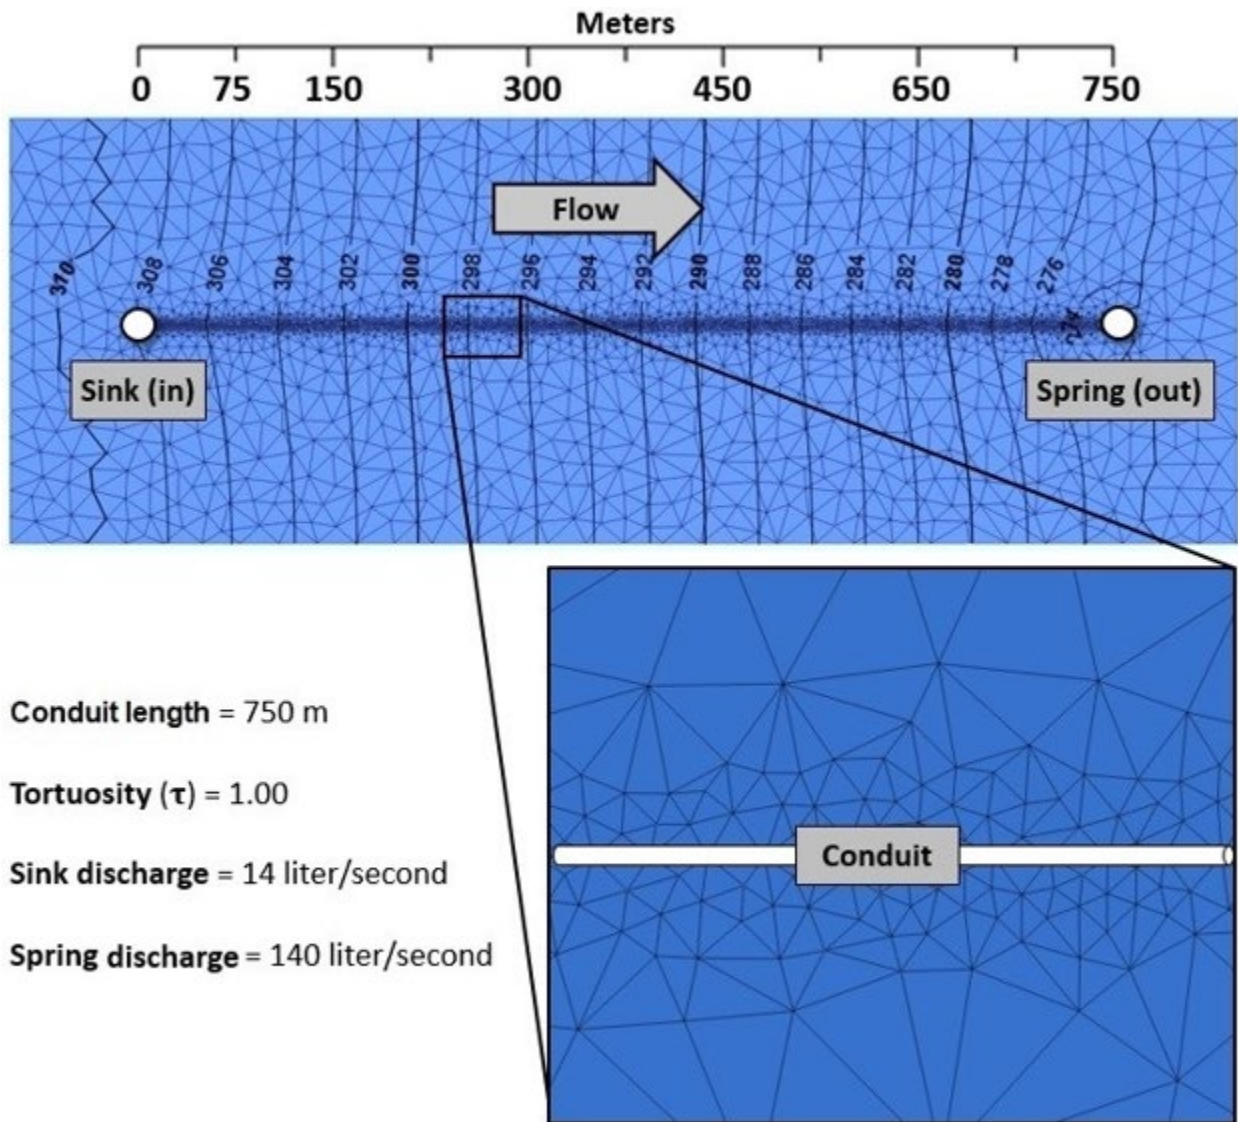 Meters
0 75 150 300 450 650 750
Flow
310 308 306 304 302 300 298 296 294 292 290 288 286 284 282 280 278 276 274
Sink (in)
Spring (out)
Conduit length = 750 m
Tortuosity (τ) = 1.00
Conduit
Sink discharge = 14 liter/second
Spring discharge = 140 liter/second